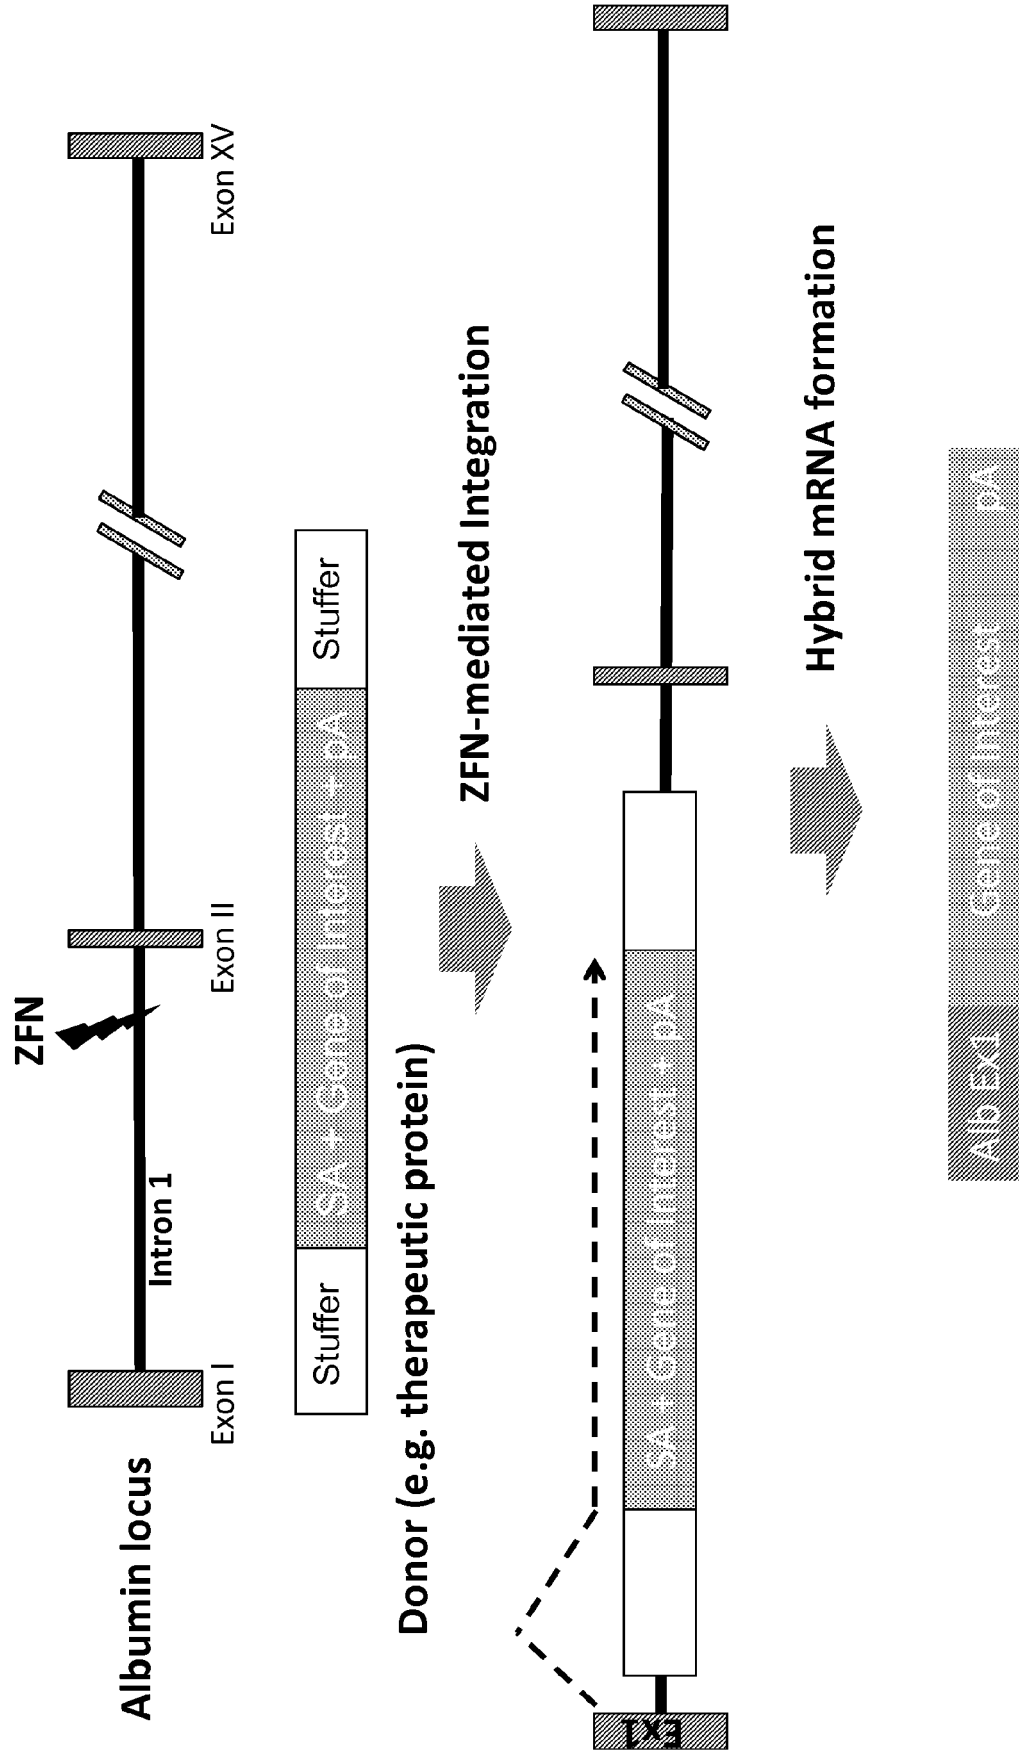 ZFN
Albumin locus
Intron 1
Exon I
Exon II
Exon XV
Stuffer
SA + Gene of Interest + pA
Stuffer
Donor (e.g. therapeutic protein)
ZFN-mediated Integration
Ex1
SA + Gene of Interest + pA
Hybrid mRNA formation
Alb Ex1
Gene of Interest
pA